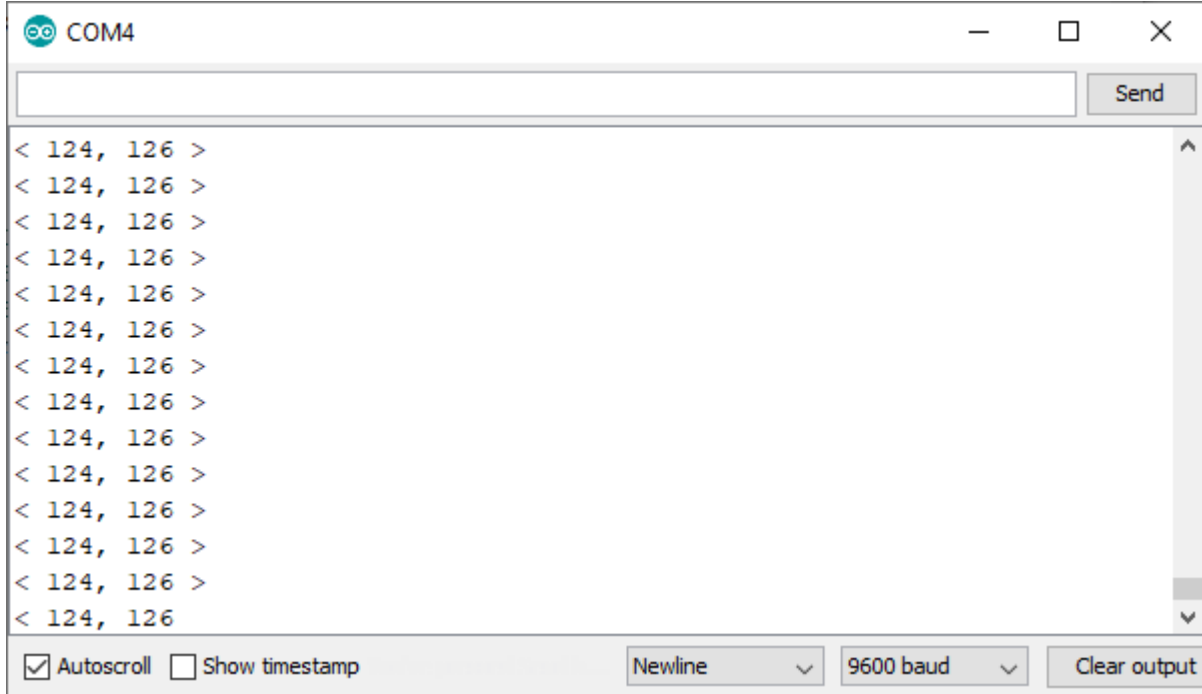 COM4
Send
< 124, 126 >
< 124, 126 >
< 124, 126 >
< 124, 126 >
< 124, 126 >
< 124, 126 >
< 124, 126 >
< 124, 126 >
< 124, 126 >
< 124, 126 >
< 124, 126 >
< 124, 126 >
< 124, 126 >
< 124, 126
Autoscroll Show timestamp Newline 9600 baud Clear output